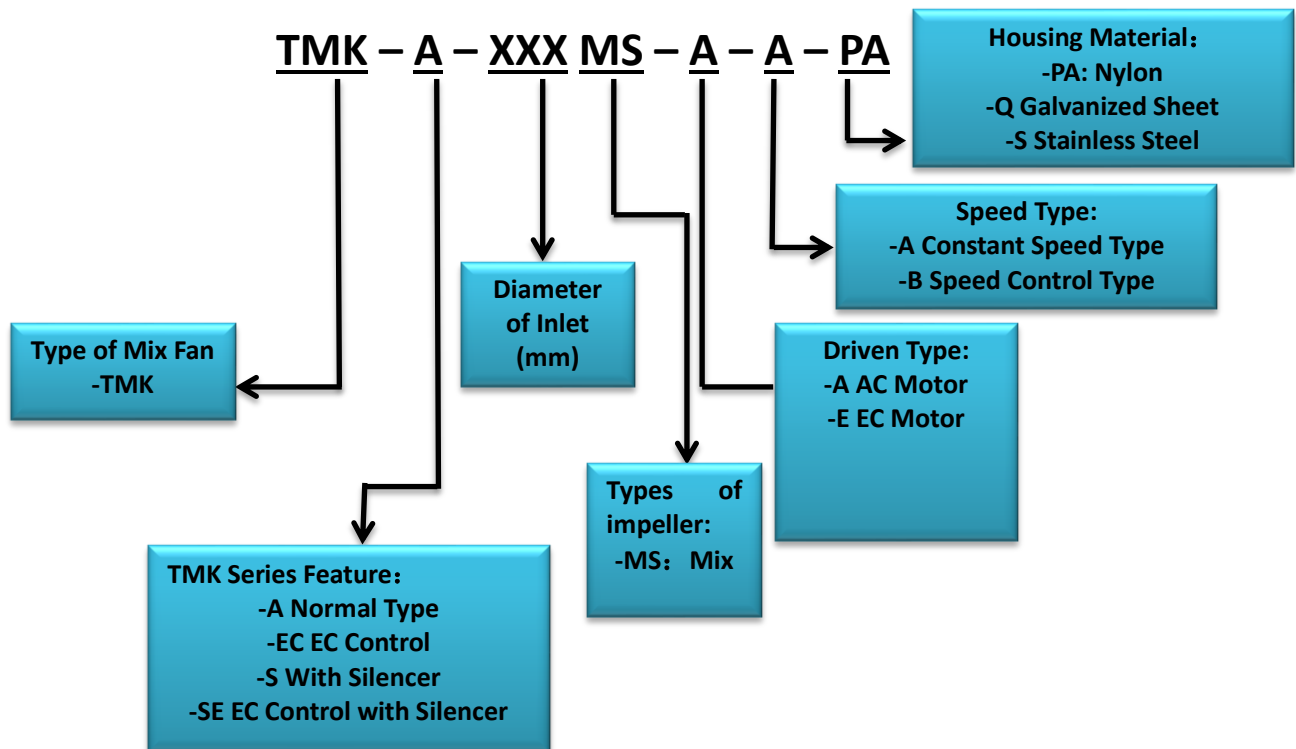 TMK – A – XXX MS – A – A – PA
Housing Material：
-PA: Nylon
-Q Galvanized Sheet
-S Stainless Steel
Speed Type:
-A Constant Speed Type
-B Speed Control Type
Diameter
of Inlet
(mm)
Type of Mix Fan
-TMK
Driven Type:
-A AC Motor
-E EC Motor
Types of
impeller:
-MS： Mix
TMK Series Feature：
-A Normal Type
-EC EC Control
-S With Silencer
-SE EC Control with Silencer